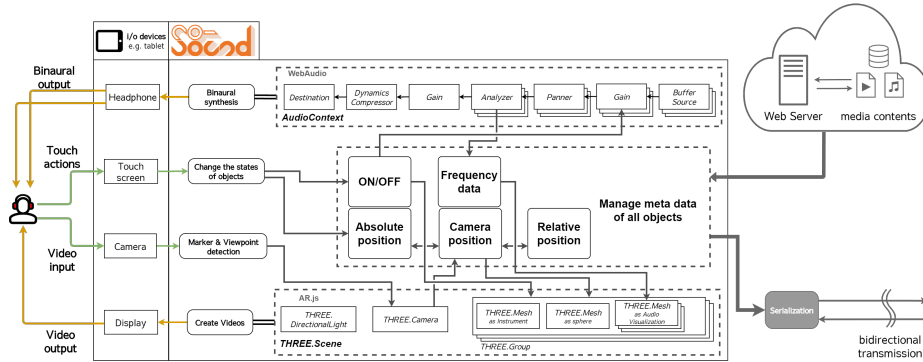 i/o devices
e.g. tablet
Binaural
output
Touch
actions
Video
input
Video
output
Headphone
Touch
screen
Camera
Display
Binaural
synthesis
Change the states
of objects
Marker & Viewpoint
detection
Create Videos
WebAudio
Destination
Dynamics
Compressor
Gain
Analyzer
Panner
Gain
Buffer
Source
AudioContext
ON/OFF
Frequency
data
Absolute
position
Camera
position
Relative
position
Manage meta data
of all objects
AR.js
THREE.
DirectionalLight
THREE.Camera
THREE.Mesh
as Instrument
THREE.Mesh
as sphere
THREE.Mesh
as Audio
Visualization
THREE.Group
THREE.Scene
Web Server
media contents
Serialization
bidirectional
transmission